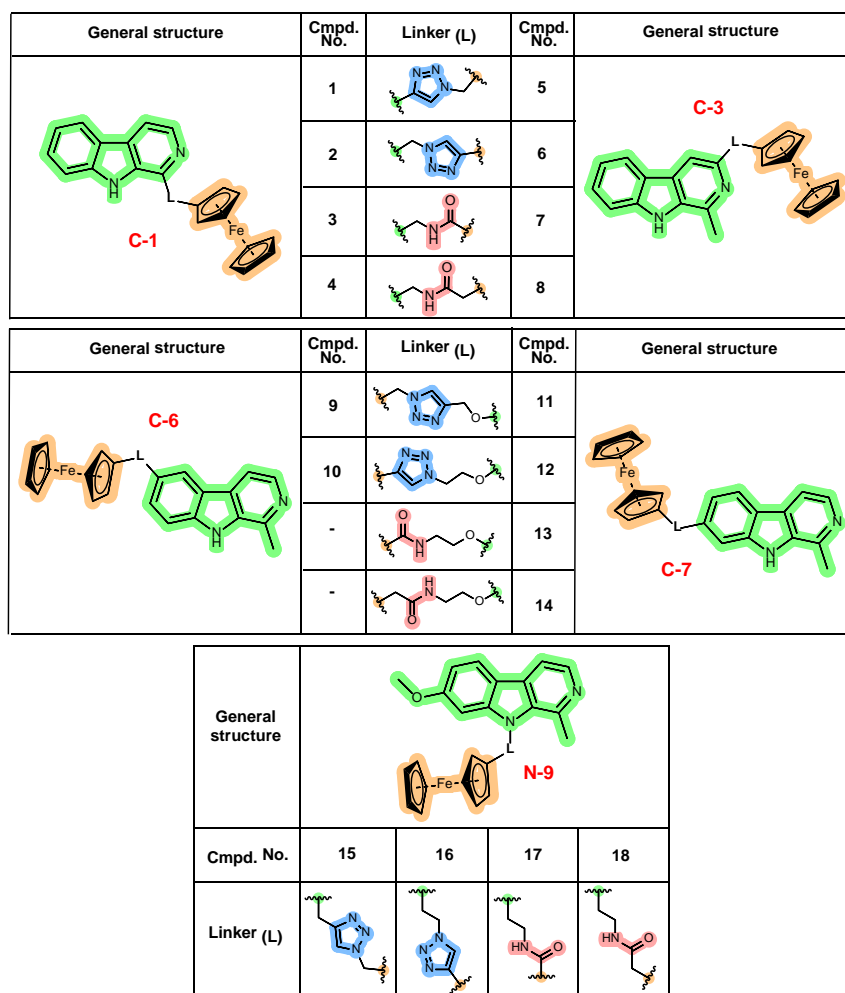 General structure Cmpd. No. Linker (L) Cmpd. No. General structure
1 N N N 5
C-3
L
N
N
H
L
Fe
C-1
2 N N N 6
Fe
N
N
H
3 O N H 7
4 O N H 8
General structure Cmpd. No. Linker (L) Cmpd. No. General structure
C-6
9 N N N O 11
Fe
L
N
N
H
10 N N N O 12
- O N H O 13
- H N O O 14
Fe
L
N
N
H
C-7
General structure
O
N
N
L
Fe
N-9
Cmpd. No. 15 16 17 18
Linker (L)
N N N
N N N
HN O
HN O